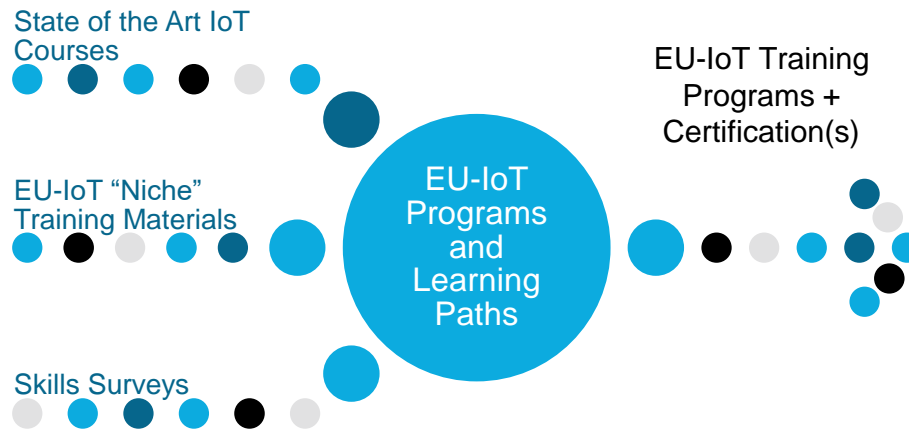 State of the Art IoT
Courses
EU-IoT “Niche”
Training Materials
Skills Surveys
EU-IoT
Programs
and
Learning
Paths
EU-IoT Training
Programs +
Certification(s)